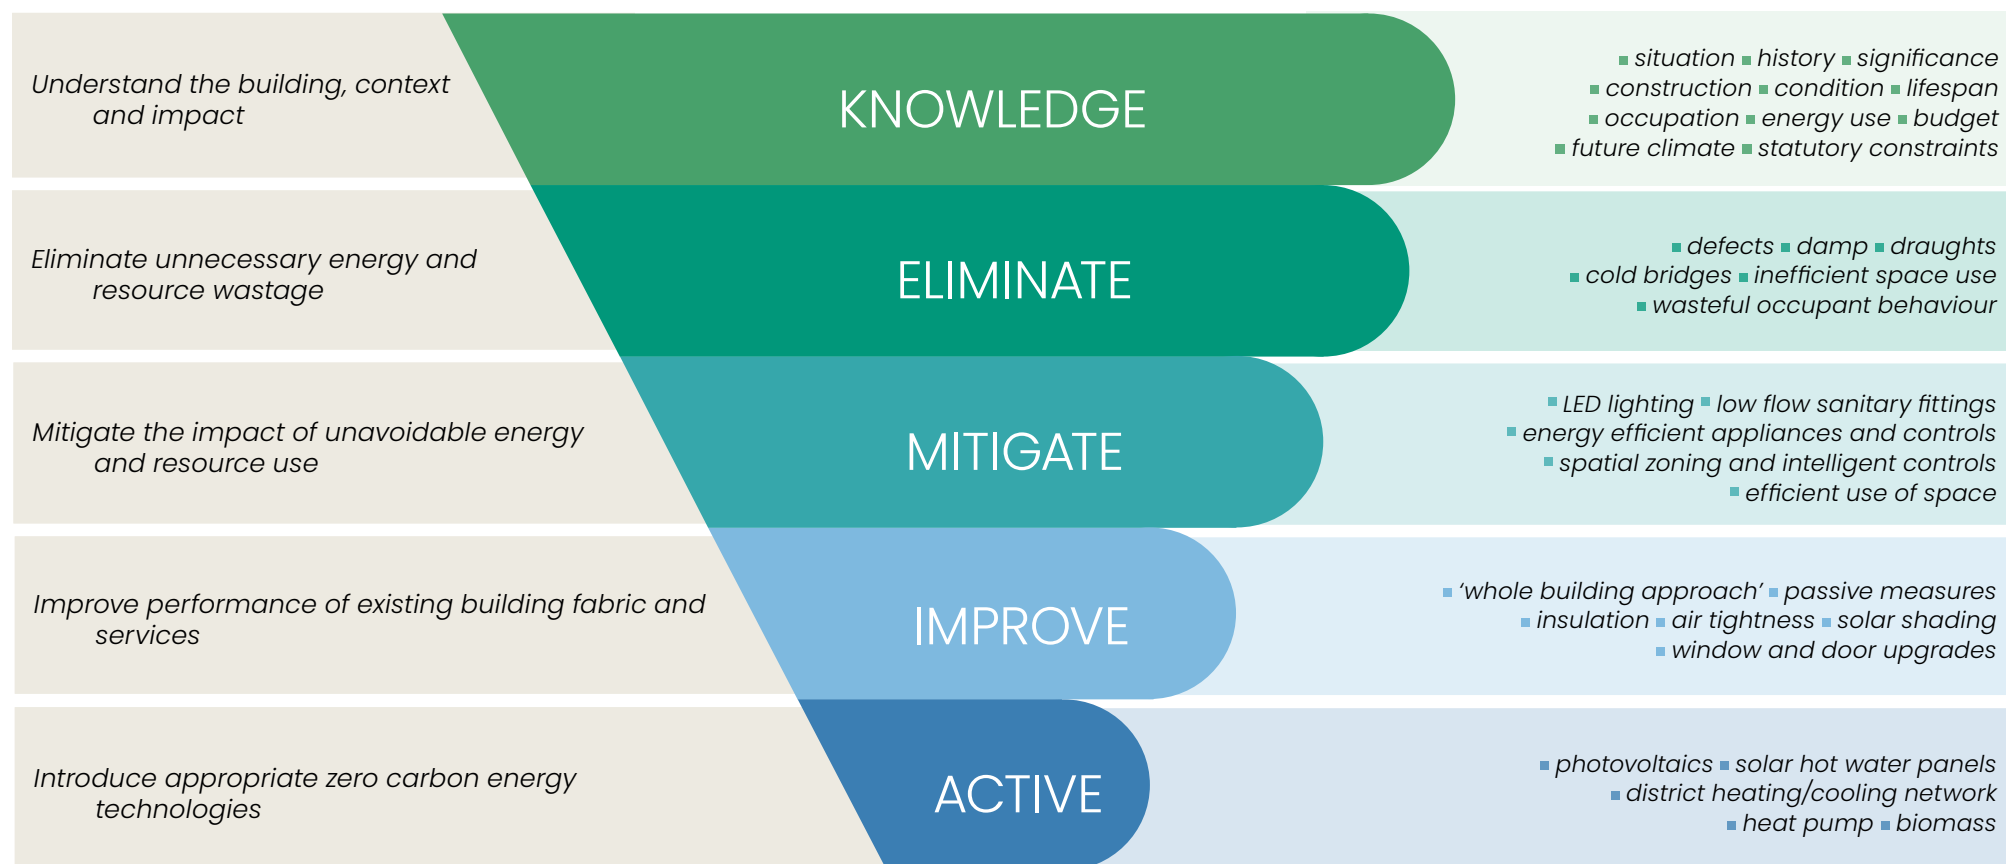 Understand the building, context
and impact
KNOWLEDGE
▪ situation ▪ history ▪ significance
▪ construction ▪ condition ▪ lifespan
▪ occupation ▪ energy use ▪ budget
▪ future climate ▪ statutory constraints
Eliminate unnecessary energy and
resource wastage
ELIMINATE
▪ defects ▪ damp ▪ draughts
▪ cold bridges ▪ inefficient space use
▪ wasteful occupant behaviour
Mitigate the impact of unavoidable energy
and resource use
MITIGATE
▪ LED lighting ▪ low flow sanitary fittings
▪ energy efficient appliances and controls
▪ spatial zoning and intelligent controls
▪ efficient use of space
Improve performance of existing building fabric and
services
IMPROVE
▪ ‘whole building approach’ ▪ passive measures
▪ insulation ▪ air tightness ▪ solar shading
▪ window and door upgrades
Introduce appropriate zero carbon energy
technologies
ACTIVE
▪ photovoltaics ▪ solar hot water panels
▪ district heating/cooling network
▪ heat pump ▪ biomass